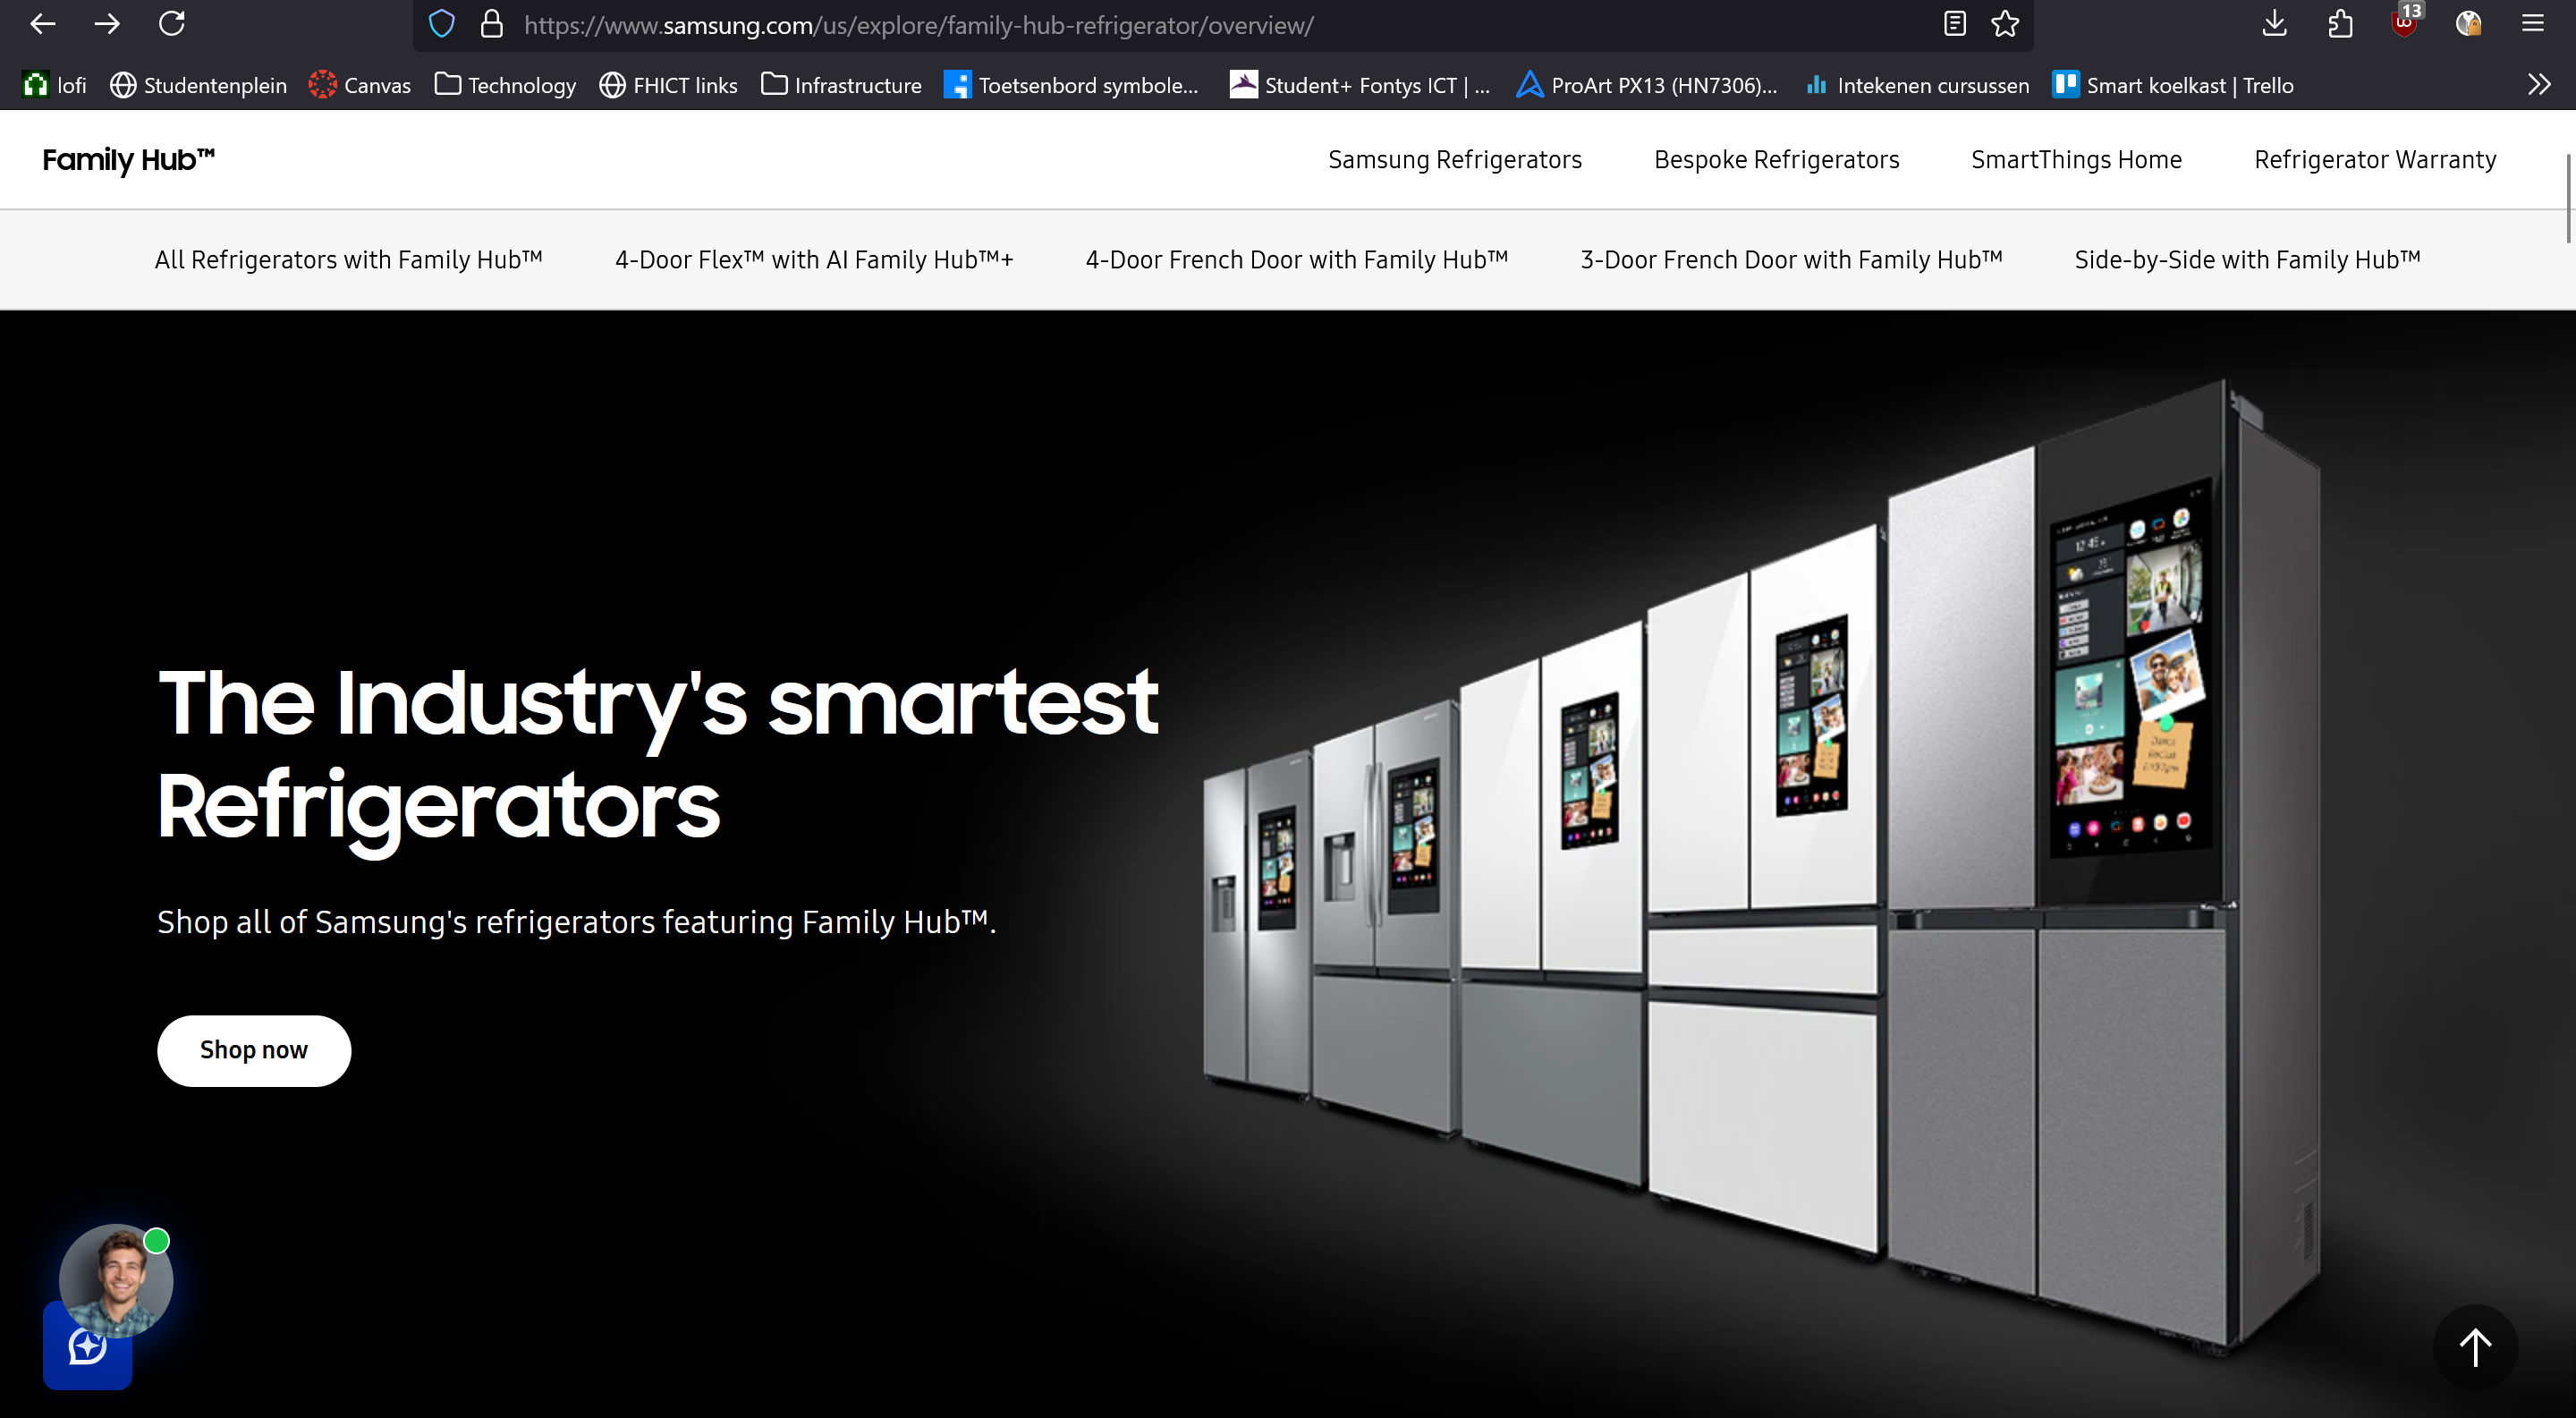 13
https://www.samsung.com/us/explore/family-hub-refrigerator/overview/
lofi Studentenplein Canvas Technology FHICT links Infrastructure Toetsenbord symbole... Student+ Fontys ICT | ... ProArt PX13 (HN7306)... Intekenen cursussen Smart koelkast | Trello
Family Hub™ Samsung Refrigerators Bespoke Refrigerators SmartThings Home Refrigerator Warranty
All Refrigerators with Family Hub™ 4-Door Flex™ with AI Family Hub™+ 4-Door French Door with Family Hub™ 3-Door French Door with Family Hub™ Side-by-Side with Family Hub™
The Industry's smartest
Refrigerators
Shop all of Samsung's refrigerators featuring Family Hub™.
Shop now
12:45